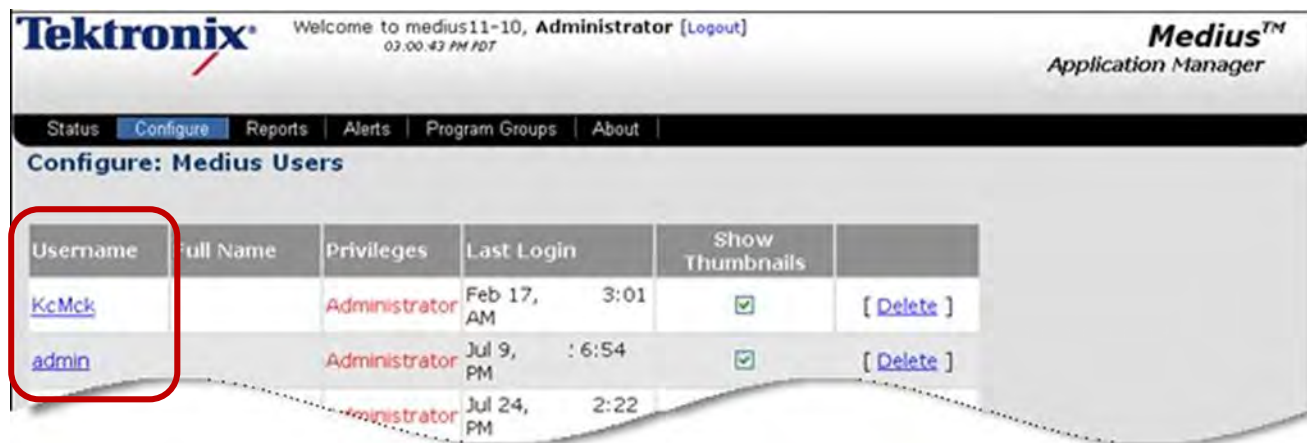 Tektronix
Welcome to medius11-10, Administrator [Logout]
03:00:43 PM PDT
Medius™
Application Manager
Status Configure Reports Alerts Program Groups About
Configure: Medius Users
Username Full Name Privileges Last Login Show Thumbnails
KcMck Administrator Feb 17, 3:01 AM [ Delete ]
admin Administrator Jul 9, : 6:54 PM [ Delete ]
Jul 24, 2:22 PM